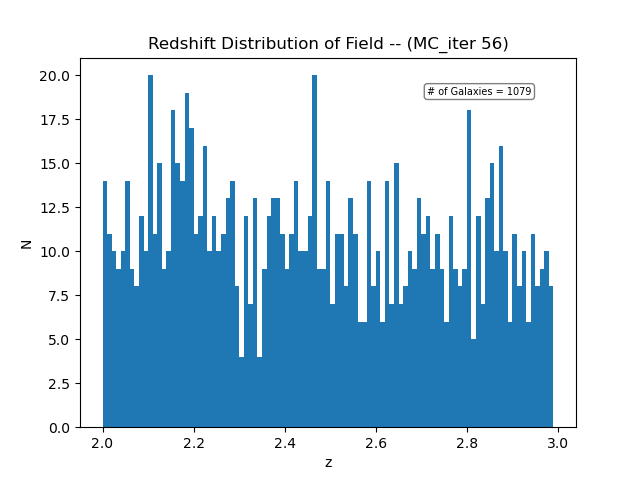 Redshift Distribution of Field -- (MC_iter 56)
# of Galaxies = 1079
20.0
17.5
15.0
12.5
10.0
7.5
5.0
2.5
0.0
N
2.0 2.2 2.4 2.6 2.8 3.0
z